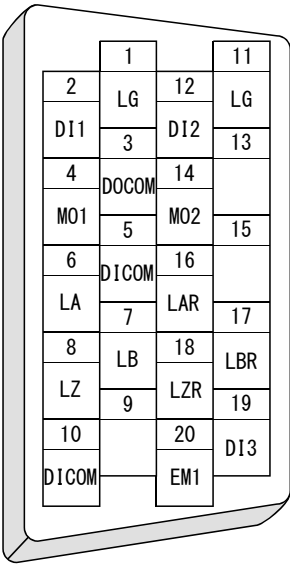 1 11
2 LG 12 LG
DI1 3 DI2 13
4 DOCOM 14
MO1 5 MO2 15
6 DICOM 16
LA 7 LAR 17
8 LB 18 LBR
LZ 9 LZR 19
10 20 DI3
DICOM EM1